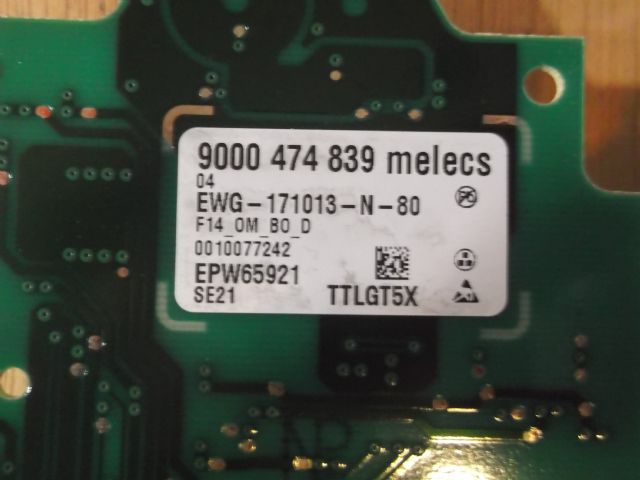 9000 474 839 melecs
04
EWG-171013-N-80
F14_OM_BO_D
0010077242
EPW65921
SE21 TTLGT5X